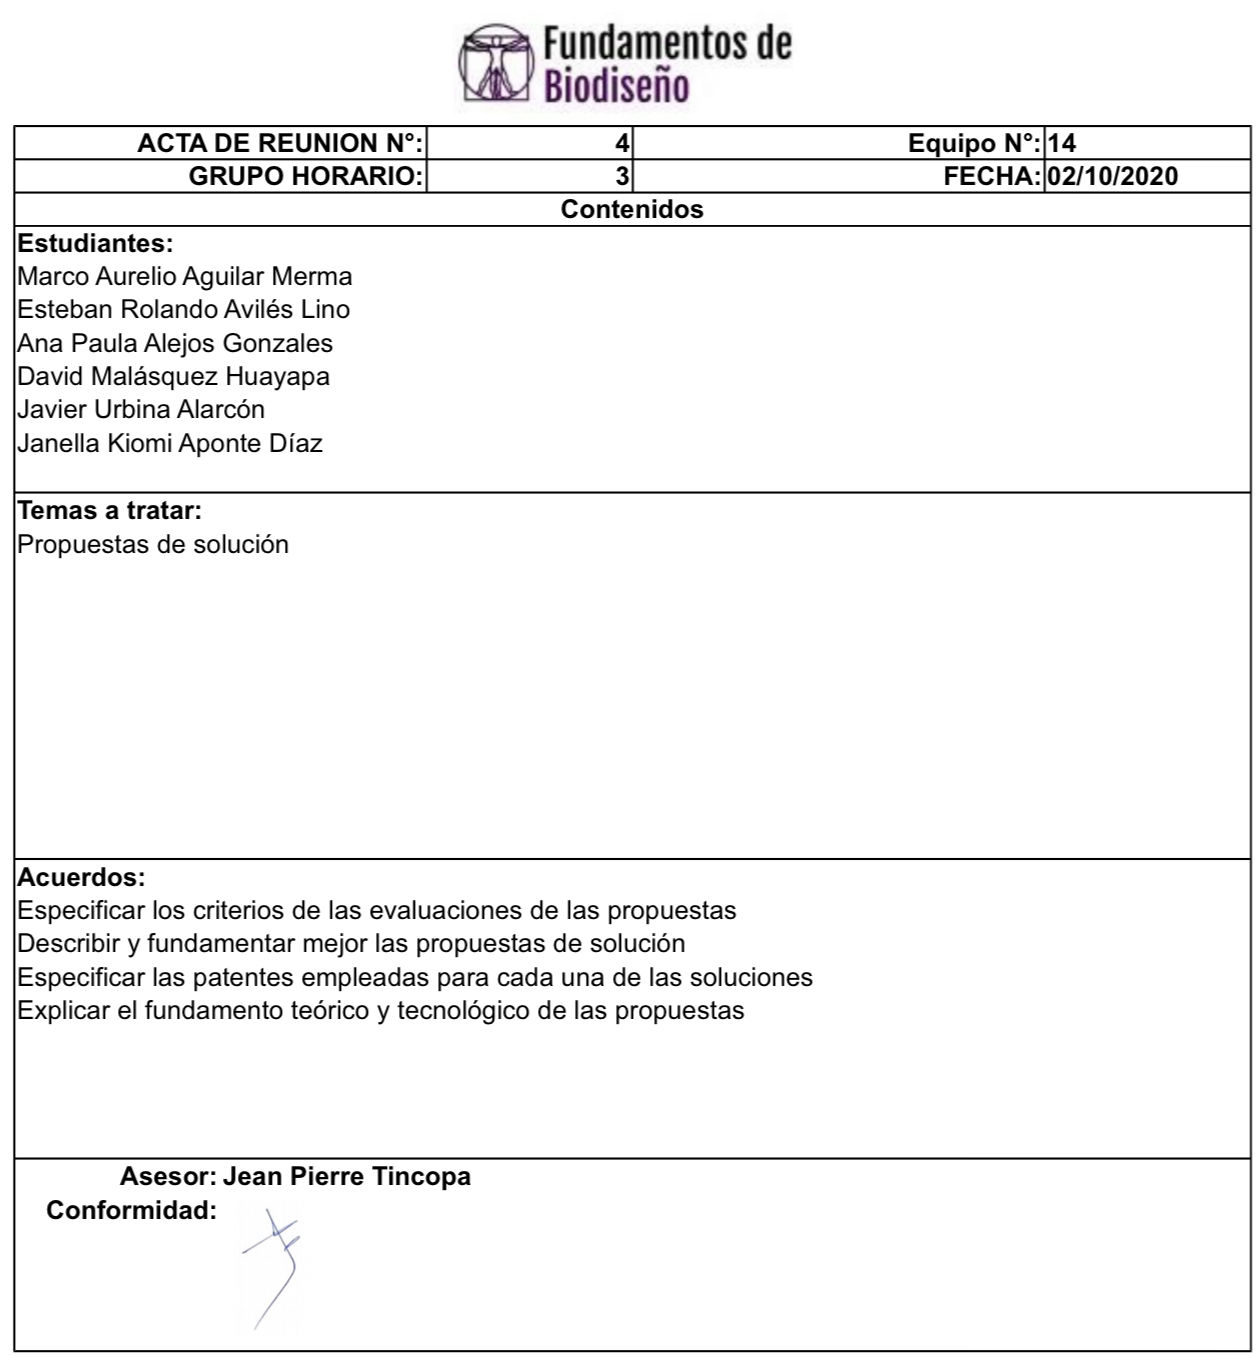 Fundamentos de
Biodiseño
ACTA DE REUNION N°: 4 Equipo N°: 14
GRUPO HORARIO: 3 FECHA: 02/10/2020
Contenidos
Estudiantes:
Marco Aurelio Aguilar Merma
Esteban Rolando Avilés Lino
Ana Paula Alejos Gonzales
David Malásquez Huayapa
Javier Urbina Alarcón
Janella Kiomi Aponte Díaz
Temas a tratar:
Propuestas de solución
Acuerdos:
Especificar los criterios de las evaluaciones de las propuestas
Describir y fundamentar mejor las propuestas de solución
Especificar las patentes empleadas para cada una de las soluciones
Explicar el fundamento teórico y tecnológico de las propuestas
Asesor: Jean Pierre Tincopa
Conformidad: